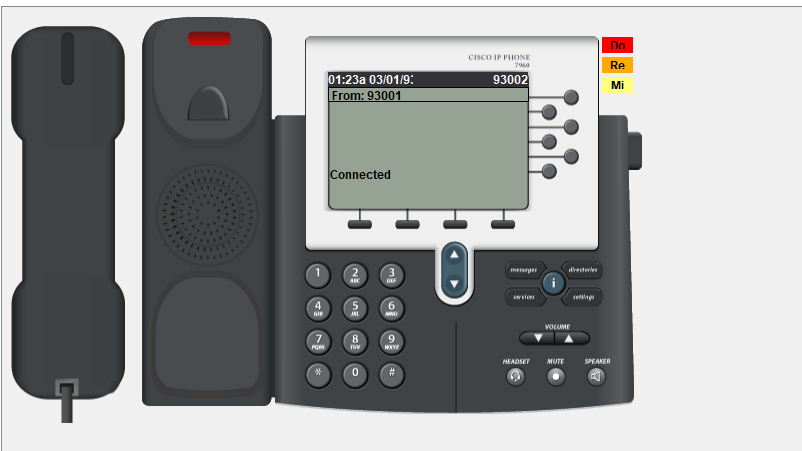 Do
CISCO IP PHONE
7960
Re
01:23a 03/01/93 93002
Mi
From: 93001
Connected
messages directories
i
services settings
1 2 3
ABC DEF
4 5 6
GHI JKL MNO
VOLUME
7 8 9
PQRS TUV WXYZ
HEADSET MUTE SPEAKER
* 0 #